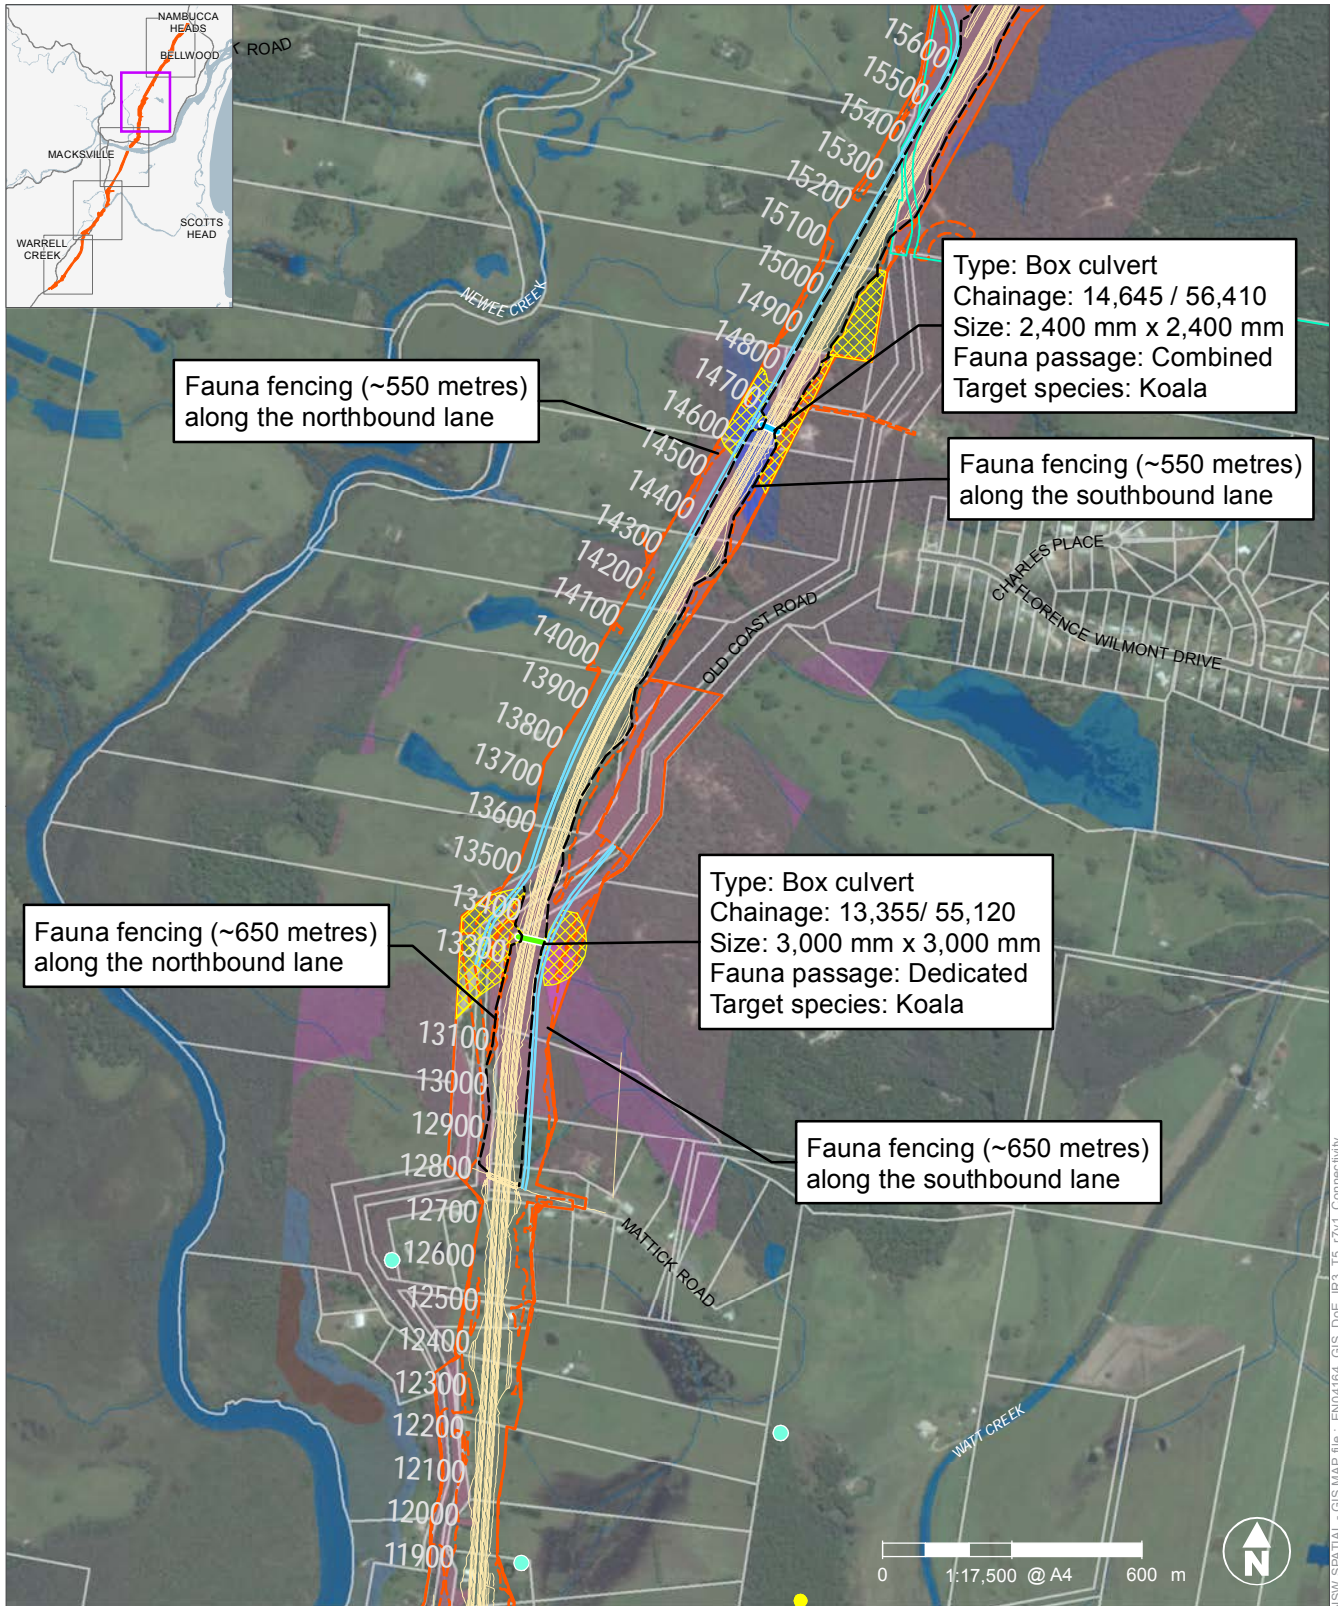 NAMBUCCA
HEADS
BELLWOOD
MACKSVILLE
SCOTTS
HEAD
WARRELL
CREEK
ROAD
NEWEE CREEK
15600
15500
15400
15300
15200
15100
15000
14900
14800
14700
14600
14500
14400
14300
14200
14100
14000
13900
13800
13700
13600
13500
13400
13300
13100
13000
12900
12800
12700
12600
12500
12400
12300
12200
12100
12000
11900
Type: Box culvert
Chainage: 14,645 / 56,410
Size: 2,400 mm x 2,400 mm
Fauna passage: Combined
Target species: Koala
Fauna fencing (~550 metres)
along the northbound lane
Fauna fencing (~550 metres)
along the southbound lane
CHARLES PLACE
FLORENCE WILMONT DRIVE
OLD COAST ROAD
Type: Box culvert
Chainage: 13,355/ 55,120
Size: 3,000 mm x 3,000 mm
Fauna passage: Dedicated
Target species: Koala
Fauna fencing (~650 metres)
along the northbound lane
Fauna fencing (~650 metres)
along the southbound lane
MATTICK ROAD
WATT CREEK
0 1:17,500 @ A4 600 m
N
NSW SPATIAL - GIS MAP file : EN04164_GIS_DoE_IR3_T5_r7v1_Connectivity